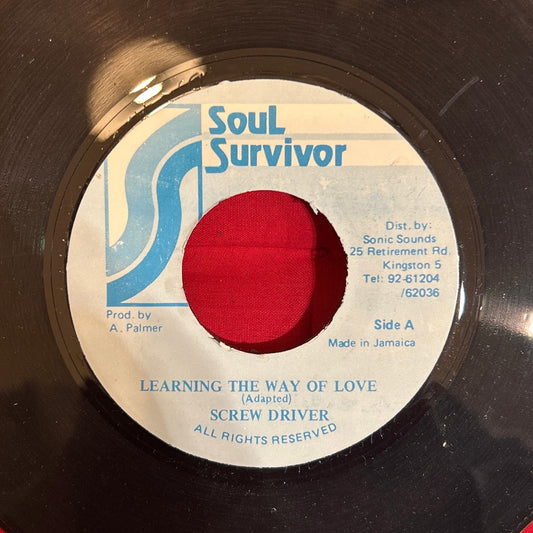 Soul
Survivor
Dist. by:
Sonic Sounds
25 Retirement Rd.
Kingston 5
Tel: 92-61204
/62036
Prod. by
A. Palmer
Side A
Made in Jamaica
LEARNING THE WAY OF LOVE
(Adapted)
SCREW DRIVER
ALL RIGHTS RESERVED